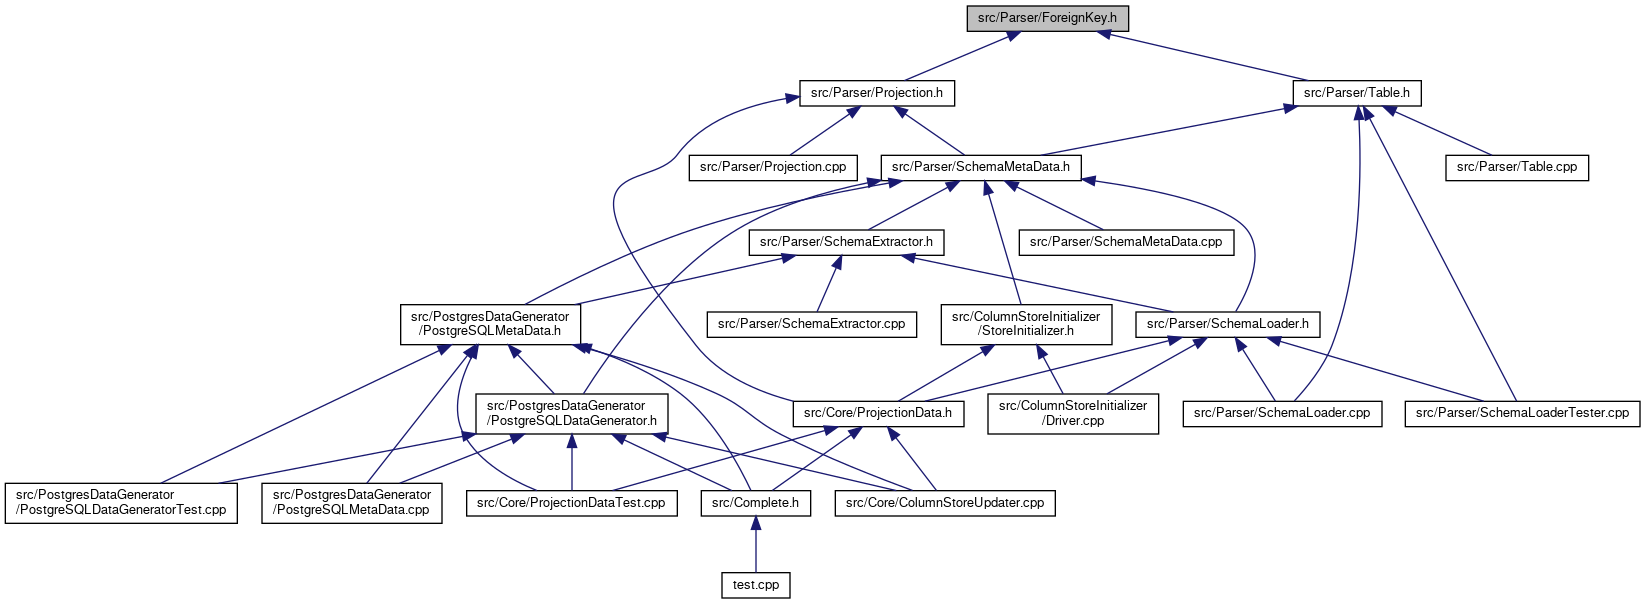 src/Parser/ForeignKey.h
src/Parser/Projection.h
src/Parser/Table.h
src/Parser/Projection.cpp
src/Parser/SchemaMetaData.h
src/Parser/Table.cpp
src/Parser/SchemaExtractor.h
src/Parser/SchemaMetaData.cpp
src/PostgresDataGenerator
/PostgreSQLMetaData.h
src/Parser/SchemaExtractor.cpp
src/ColumnStoreInitializer
/StoreInitializer.h
src/Parser/SchemaLoader.h
src/PostgresDataGenerator
/PostgreSQLDataGenerator.h
src/Core/ProjectionData.h
src/ColumnStoreInitializer
/Driver.cpp
src/Parser/SchemaLoader.cpp
src/Parser/SchemaLoaderTester.cpp
src/PostgresDataGenerator
/PostgreSQLDataGeneratorTest.cpp
src/PostgresDataGenerator
/PostgreSQLMetaData.cpp
src/Core/ProjectionDataTest.cpp
src/Complete.h
src/Core/ColumnStoreUpdater.cpp
test.cpp